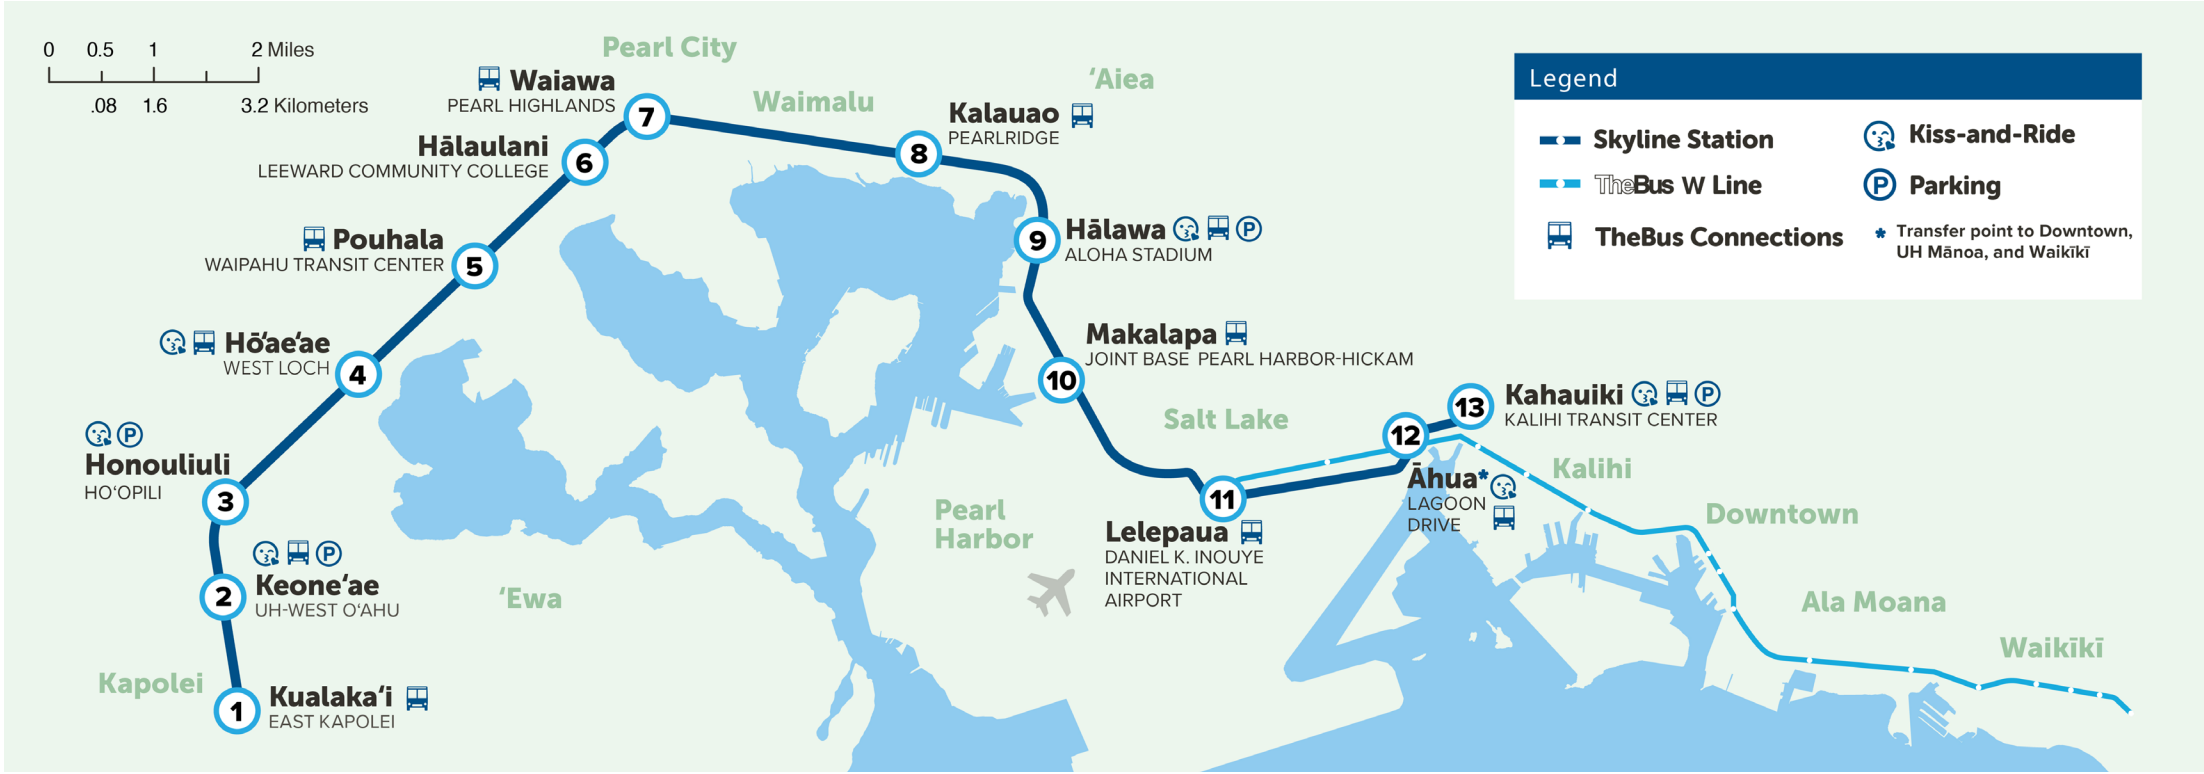 0 0.5 1 2 Miles
.08 1.6 3.2 Kilometers
Pearl City
Waiawa
PEARL HIGHLANDS
7
Waimalu
ʻAiea
Kalauao
PEARLRIDGE
8
Hālaulani
LEEWARD COMMUNITY COLLEGE
6
Pouhala
WAIPAHU TRANSIT CENTER
5
Hālawa P
ALOHA STADIUM
9
Hōʻaeʻae
WEST LOCH
4
Makalapa
JOINT BASE PEARL HARBOR-HICKAM
10
P
Honouliuli
HOʻOPILI
3
Salt Lake
13
Kahauiki P
KALIHI TRANSIT CENTER
12
Āhua*
LAGOON
DRIVE
Kalihi
11
Lelepaua
DANIEL K. INOUYE
INTERNATIONAL
AIRPORT
Pearl
Harbor
Downtown
P
Keoneʻae
UH-WEST OʻAHU
2
ʻEwa
Ala Moana
Waikīkī
Kapolei
1
Kualakaʻi
EAST KAPOLEI
Legend
Skyline Station
TheBus W Line
TheBus Connections
Kiss-and-Ride
P Parking
* Transfer point to Downtown,
UH Mānoa, and Waikīkī